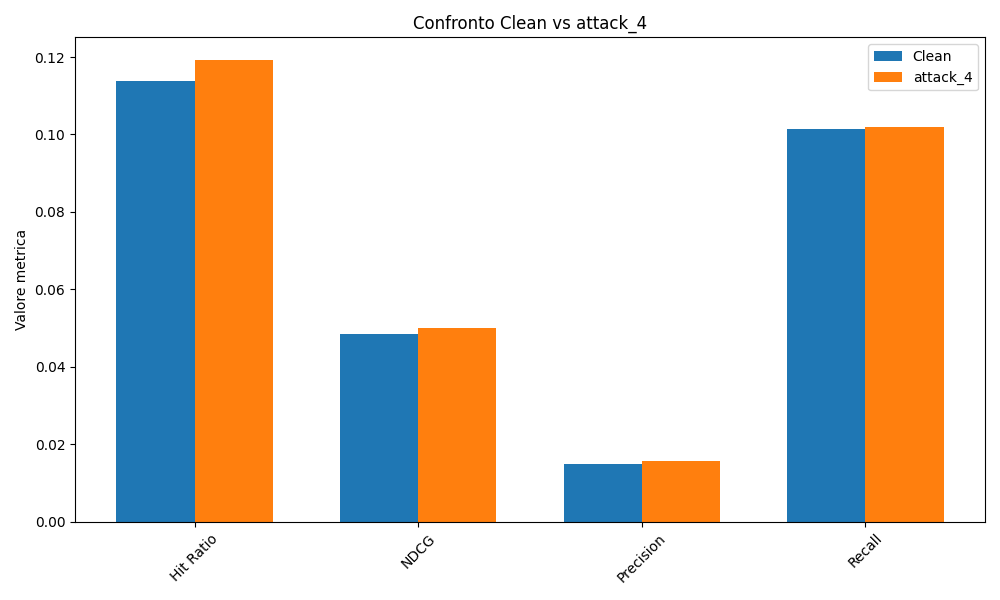 Confronto Clean vs attack_4
Clean
attack_4
Valore metrica
0.12
0.10
0.08
0.06
0.04
0.02
0.00
Hit Ratio
NDCG
Precision
Recall